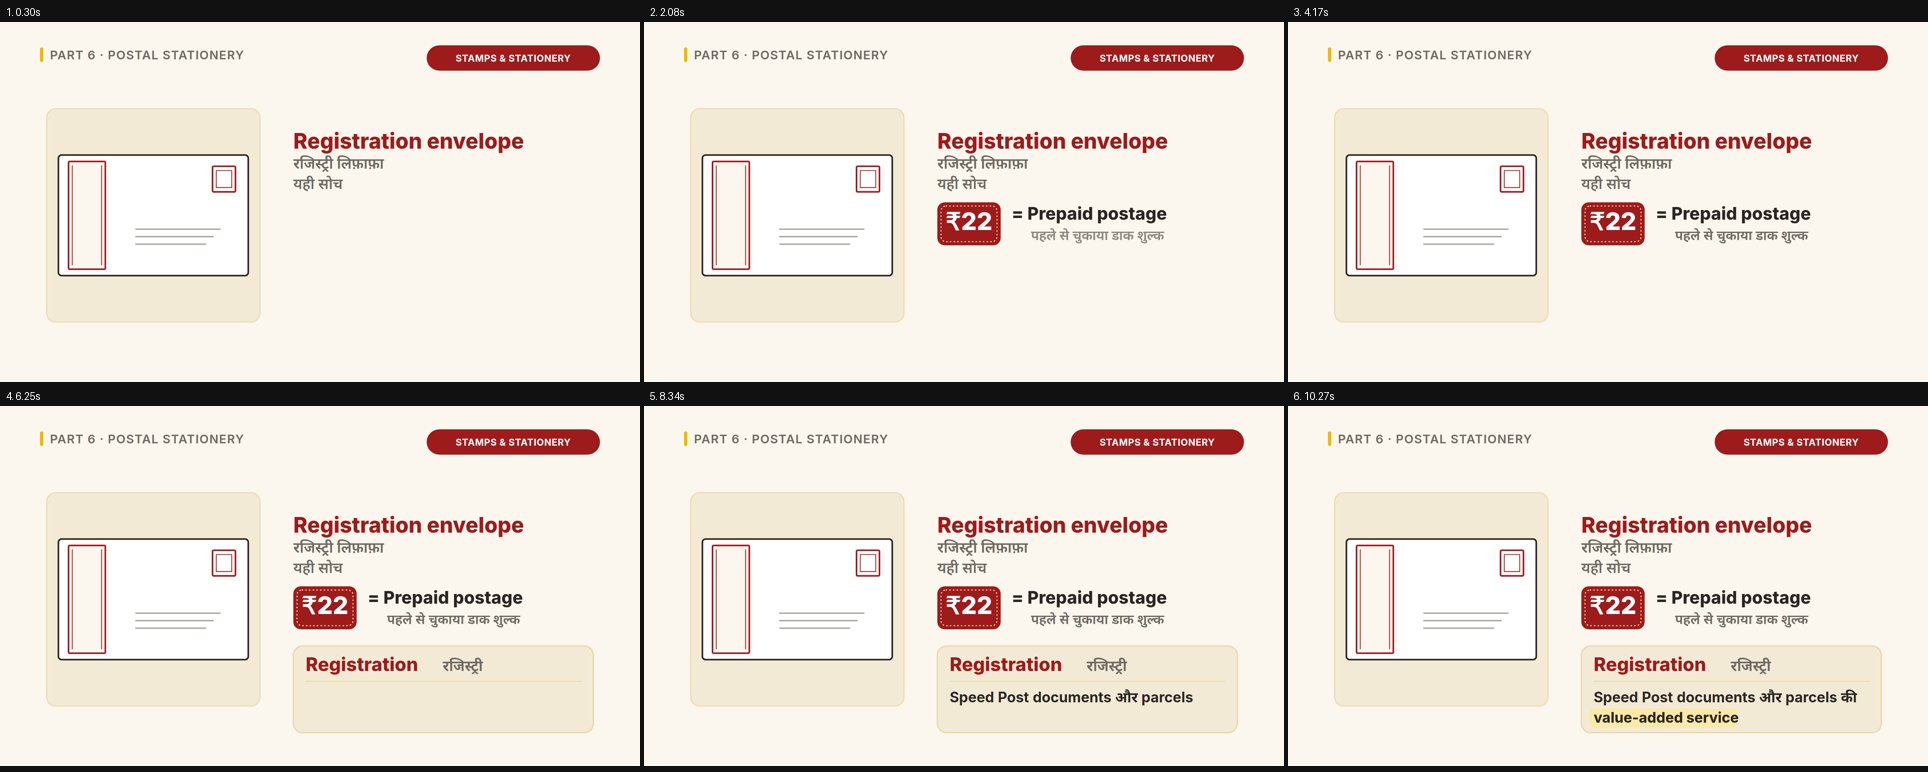 1. 0.30s
PART 6 · POSTAL STATIONERY
STAMPS & STATIONERY
Registration envelope
रजिस्ट्री लिफ़ाफ़ा
यही सोच
2. 2.08s
PART 6 · POSTAL STATIONERY
STAMPS & STATIONERY
Registration envelope
रजिस्ट्री लिफ़ाफ़ा
यही सोच
₹22 = Prepaid postage
पहले से चुकाया डाक शुल्क
3. 4.17s
PART 6 · POSTAL STATIONERY
STAMPS & STATIONERY
Registration envelope
रजिस्ट्री लिफ़ाफ़ा
यही सोच
₹22 = Prepaid postage
पहले से चुकाया डाक शुल्क
4. 6.25s
PART 6 · POSTAL STATIONERY
STAMPS & STATIONERY
Registration envelope
रजिस्ट्री लिफ़ाफ़ा
यही सोच
₹22 = Prepaid postage
पहले से चुकाया डाक शुल्क
Registration रजिस्ट्री
5. 8.34s
PART 6 · POSTAL STATIONERY
STAMPS & STATIONERY
Registration envelope
रजिस्ट्री लिफ़ाफ़ा
यही सोच
₹22 = Prepaid postage
पहले से चुकाया डाक शुल्क
Registration रजिस्ट्री
Speed Post documents और parcels
6. 10.27s
PART 6 · POSTAL STATIONERY
STAMPS & STATIONERY
Registration envelope
रजिस्ट्री लिफ़ाफ़ा
यही सोच
₹22 = Prepaid postage
पहले से चुकाया डाक शुल्क
Registration रजिस्ट्री
Speed Post documents और parcels की
value-added service